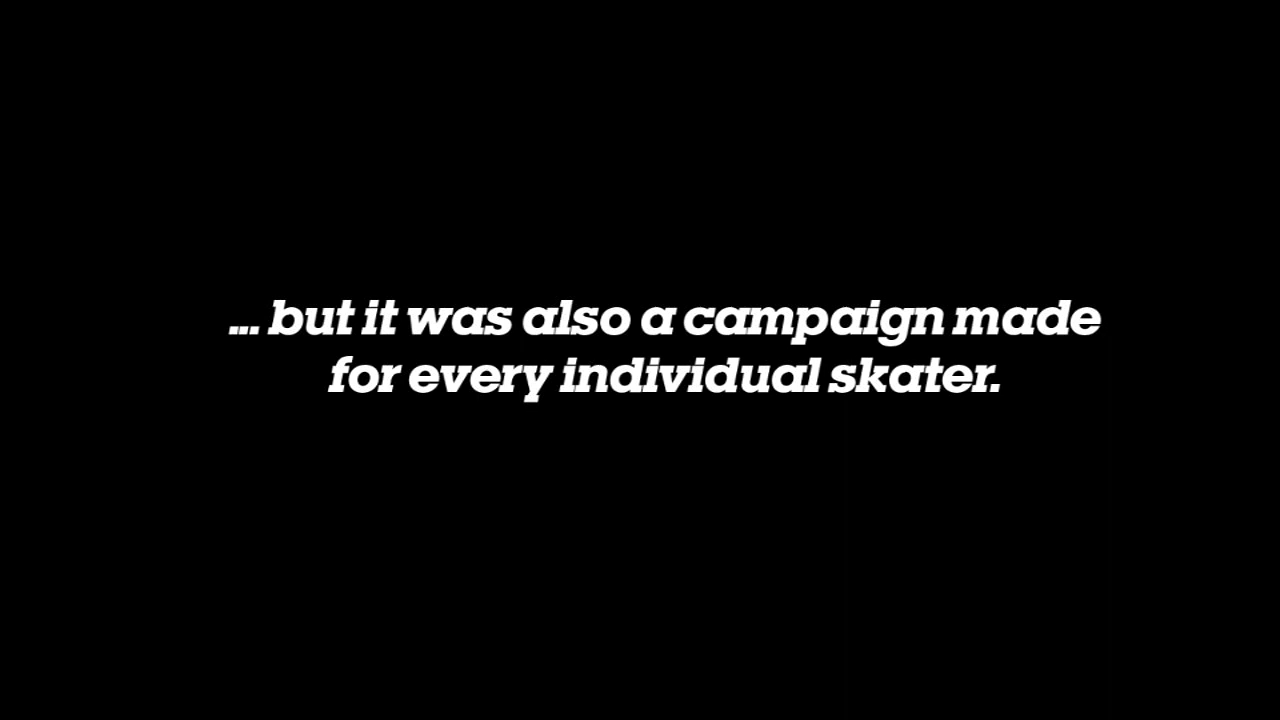 ... but it was also a campaign made
for every individual skater.